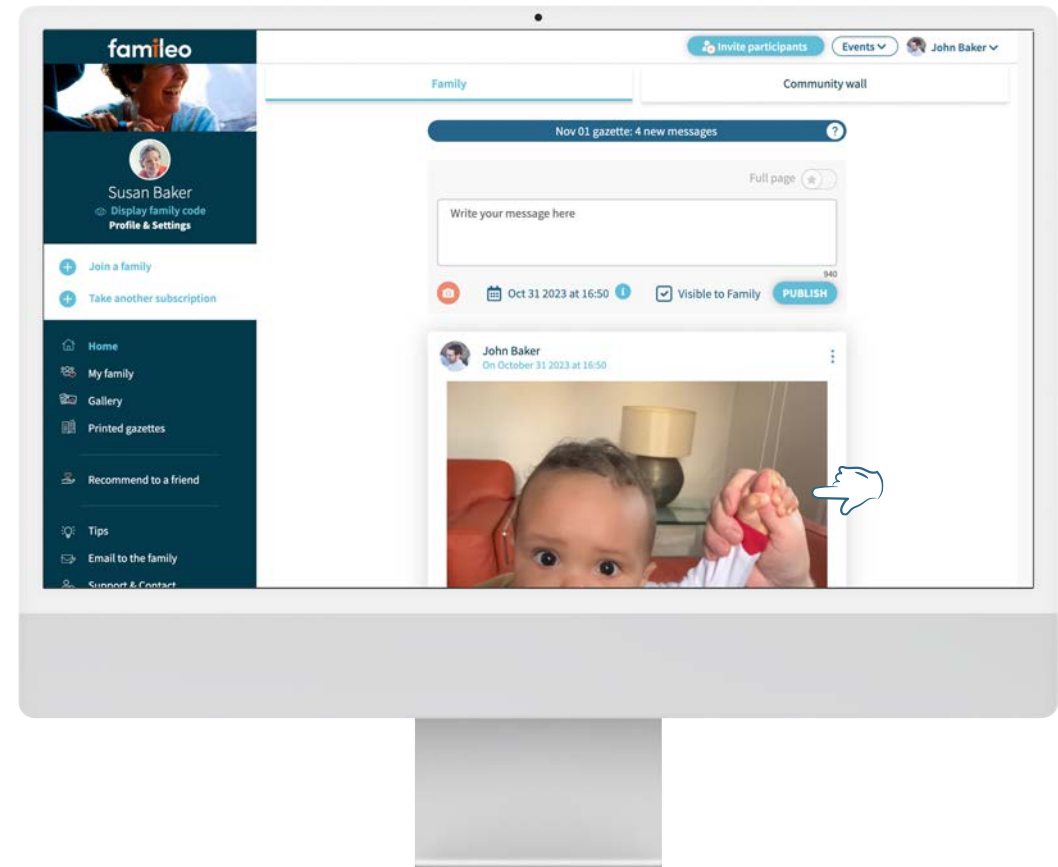 famileo
Susan Baker
Display family code
Profile & Settings
Join a family
Take another subscription
Home
My family
Gallery
Printed gazettes
Recommend to a friend
Tips
Email to the family
Support & Contact
Invite participants
Events
John Baker
Family
Community wall
Nov 01 gazette: 4 new messages
?
Full page
Write your message here
940
Oct 31 2023 at 16:50
i
Visible to Family
PUBLISH
John Baker
On October 31 2023 at 16:50